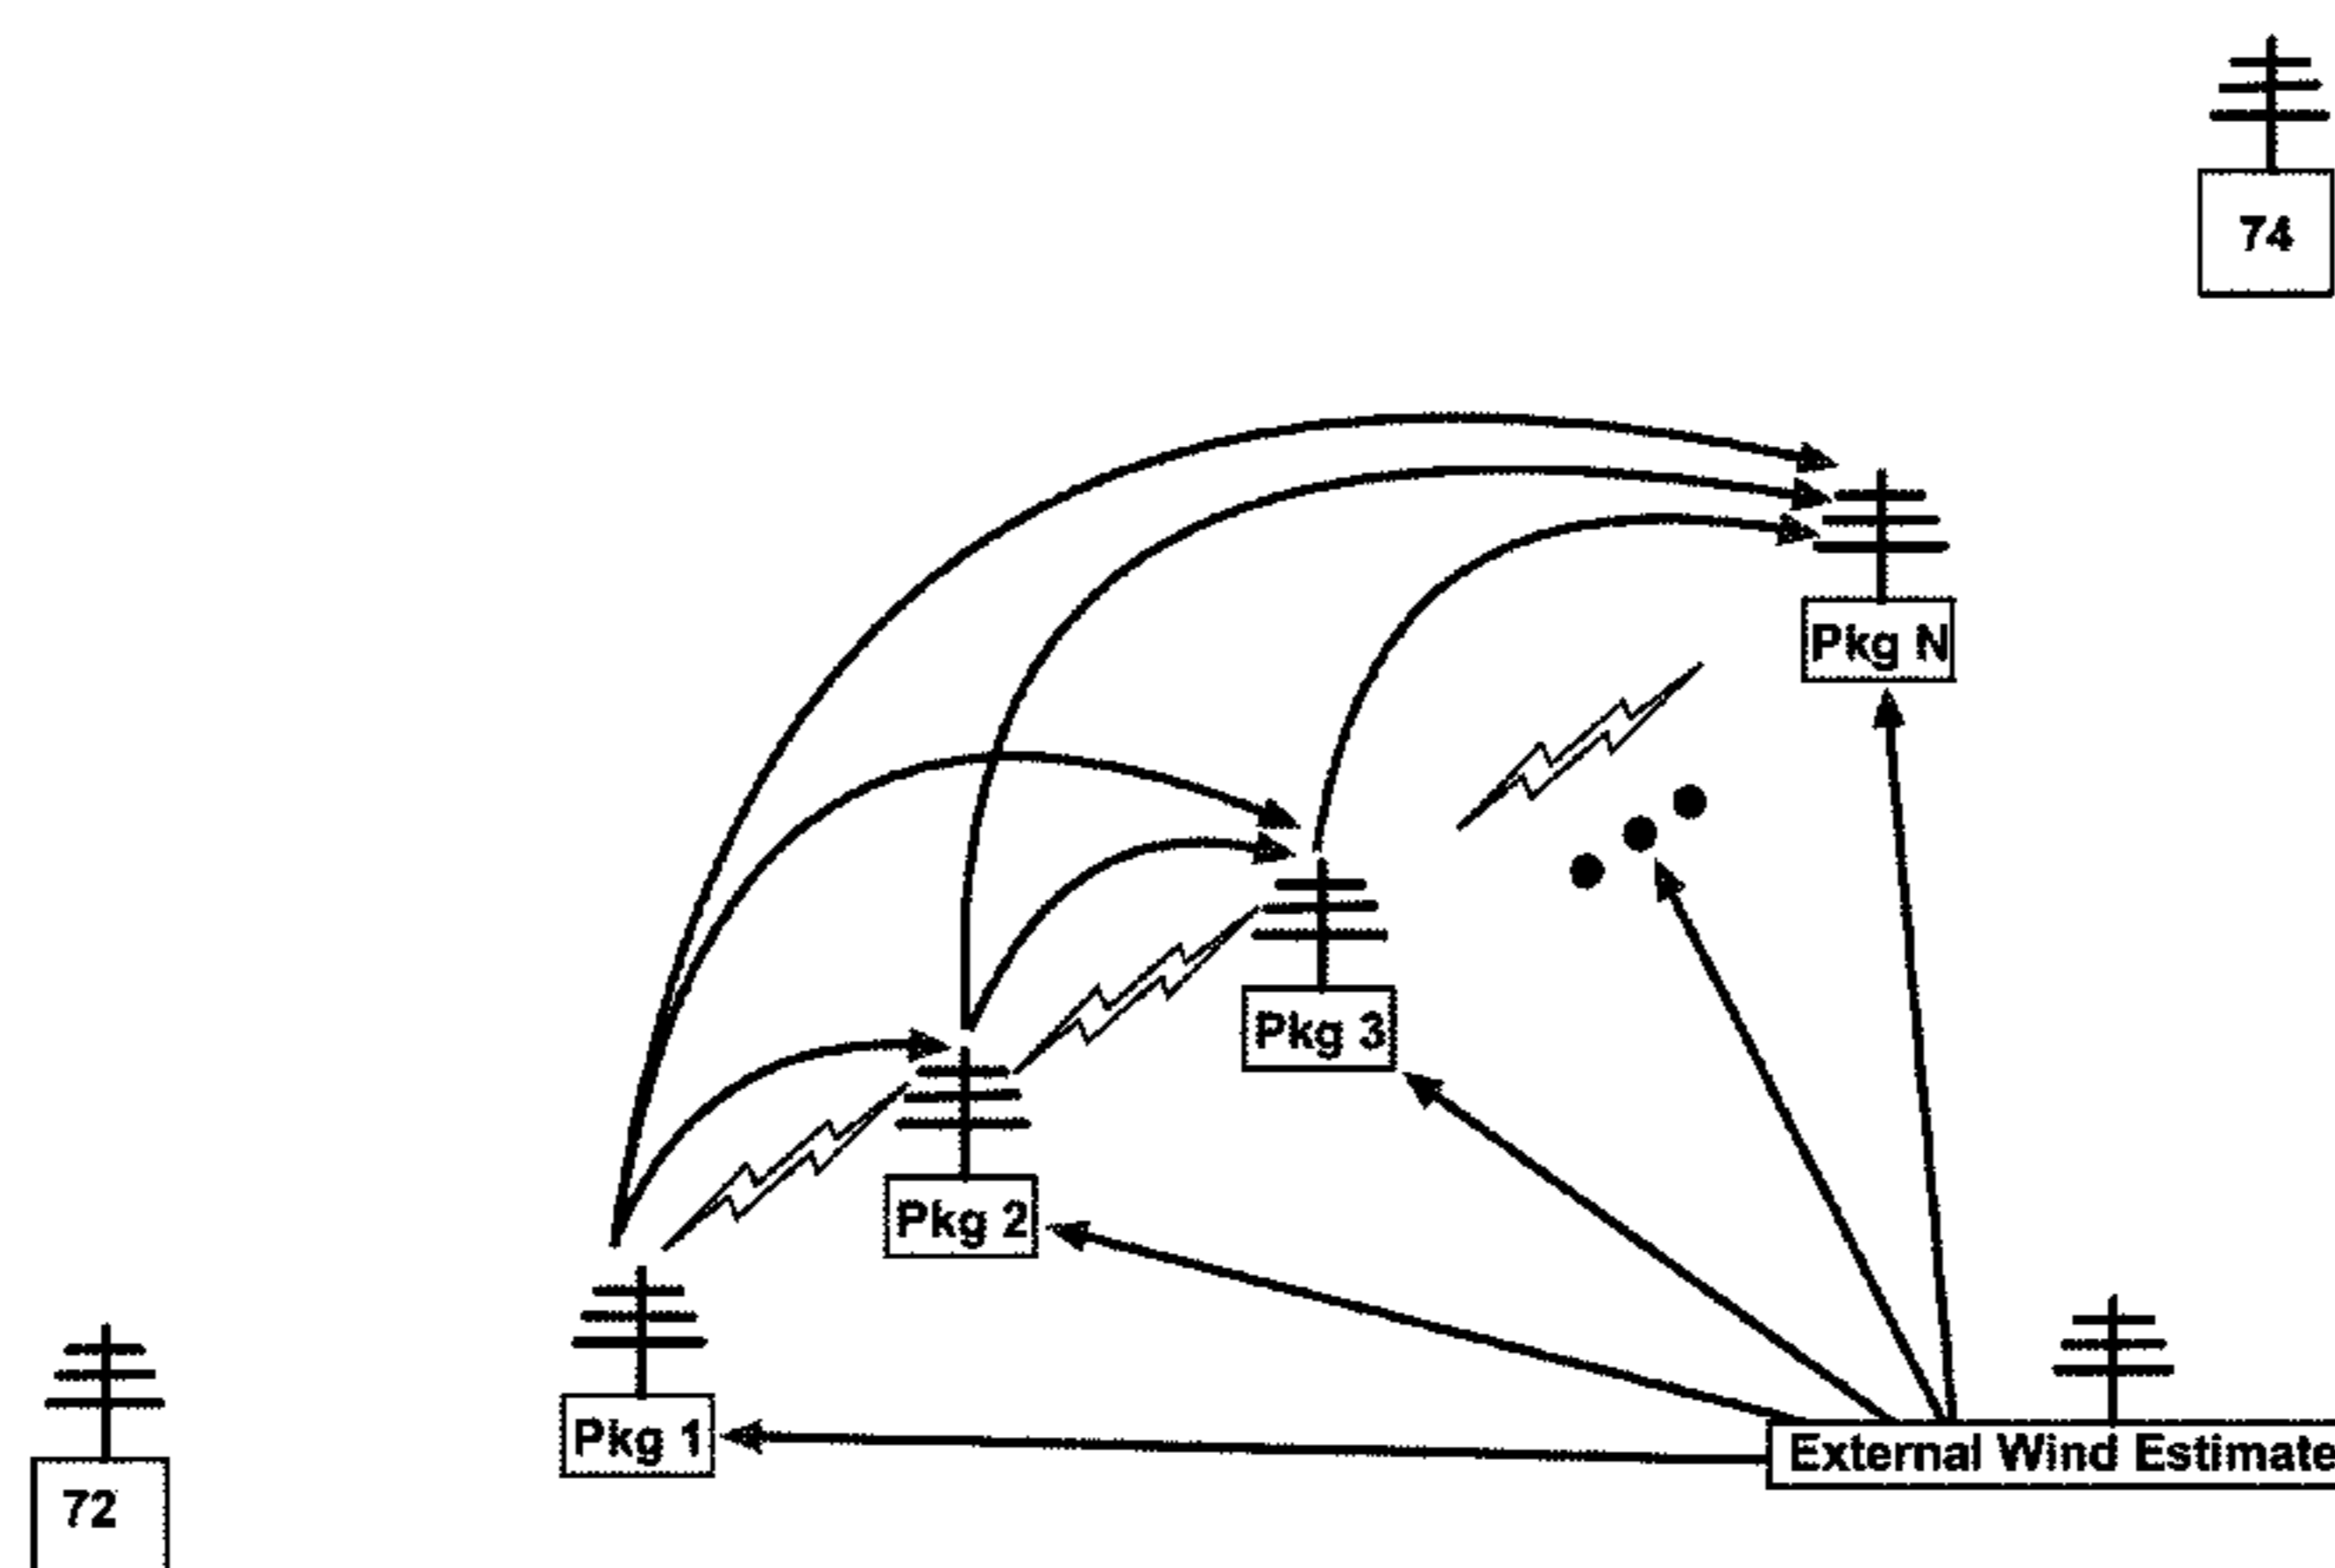 74
Pkg N
Pkg 3
Pkg 2
Pkg 1
External Wind Estimate
72